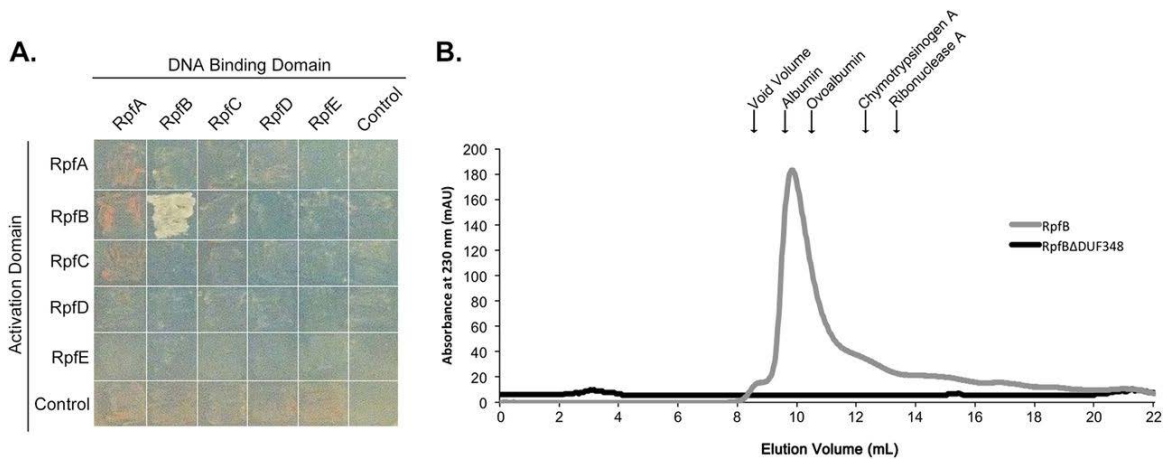 A.
DNA Binding Domain
RpfA RpfB RpfC RpfD RpfE Control
Activation Domain
RpfA
RpfB
RpfC
RpfD
RpfE
Control
B.
Void Volume
Albumin
Ovoalbumin
Chymotrypsinogen A
Ribonuclease A
Absorbance at 230 nm (mAU)
200
180
160
140
120
100
80
60
40
20
0
0 2 4 6 8 10 12 14 16 18 20 22
Elution Volume (mL)
RpfB
RpfBΔDUF348